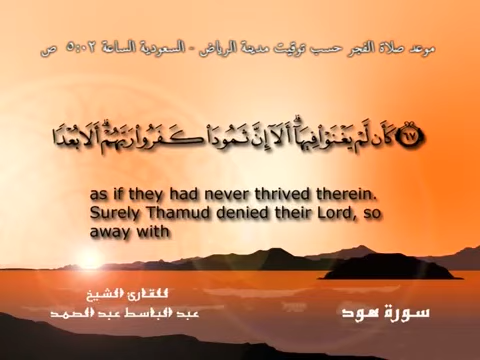 موعد صلاة الفجر حسب توقيت مدينة الرياض - السعودية الساعة ٥:٠٢ ص
﴿٦٧﴾ كَأَن لَّمْ يَغْنَوْا۟ فِيهَآ ۗ أَلَآ إِنَّ ثَمُودَا۟ كَفَرُوا۟ رَبَّهُمْ ۗ أَلَا بُعْدًا
as if they had never thrived therein.
Surely Thamud denied their Lord, so
away with
للقارئ الشيخ
عبد الباسط عبد الصمد
سورة هود